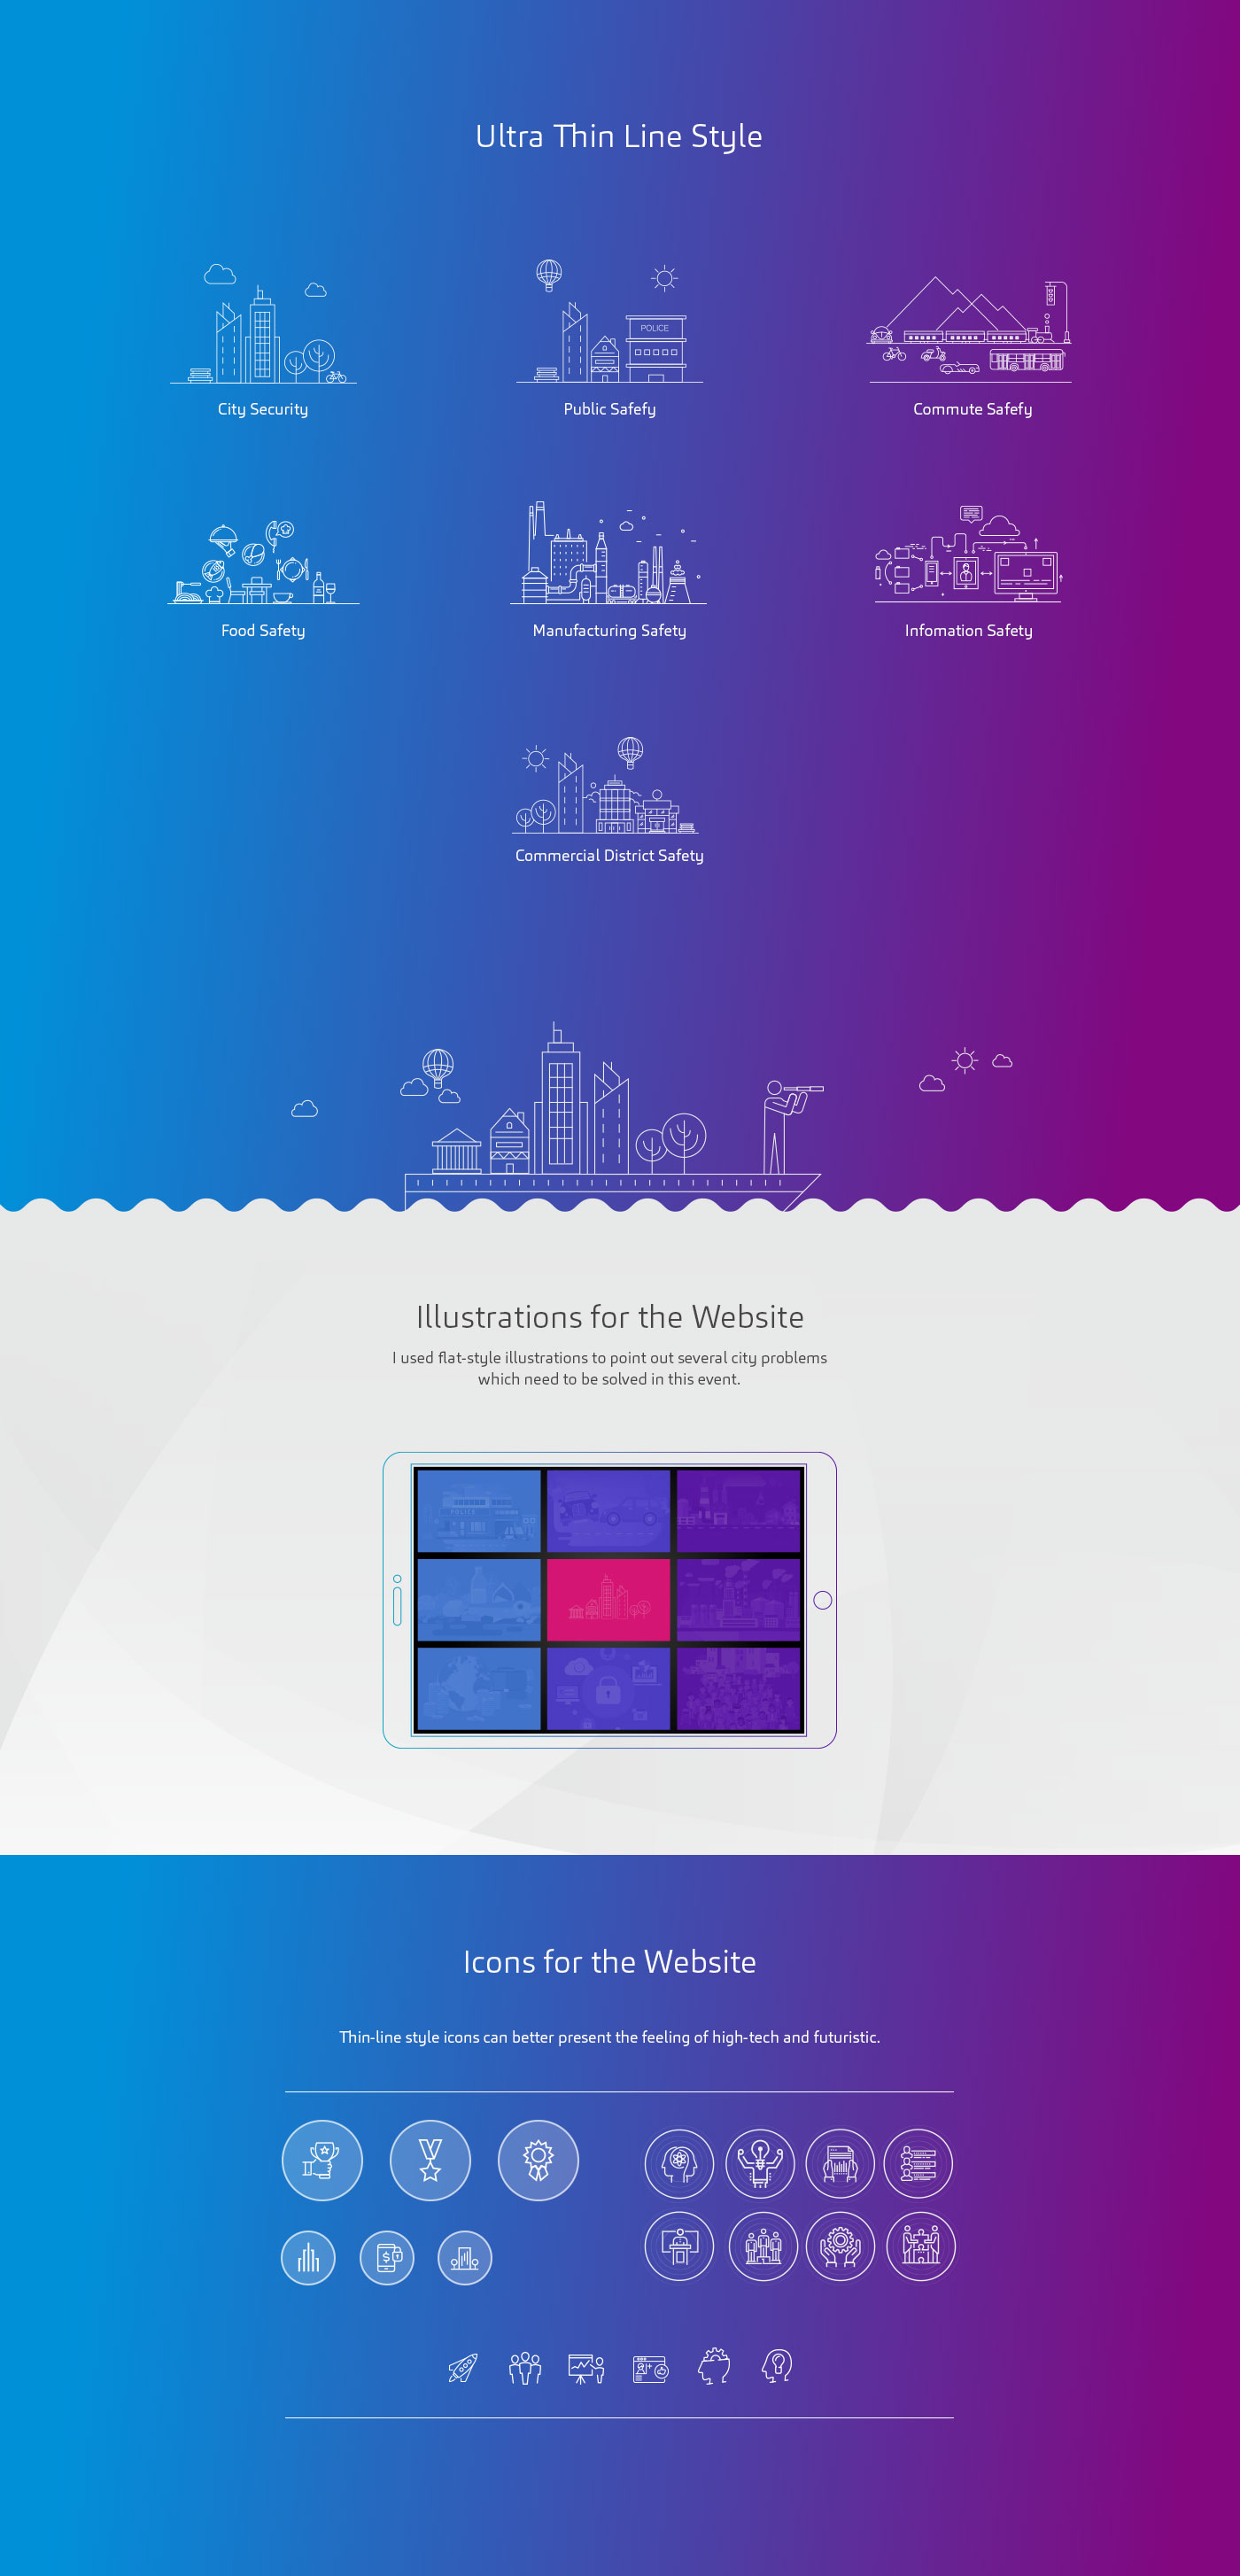 Ultra Thin Line Style
City Security
POLICE
Public Safefy
Commute Safefy
Food Safety
Manufacturing Safety
Infomation Safety
Commercial District Safety
Illustrations for the Website
I used flat-style illustrations to point out several city problems
which need to be solved in this event.
POLICE
Icons for the Website
Thin-line style icons can better present the feeling of high-tech and futuristic.